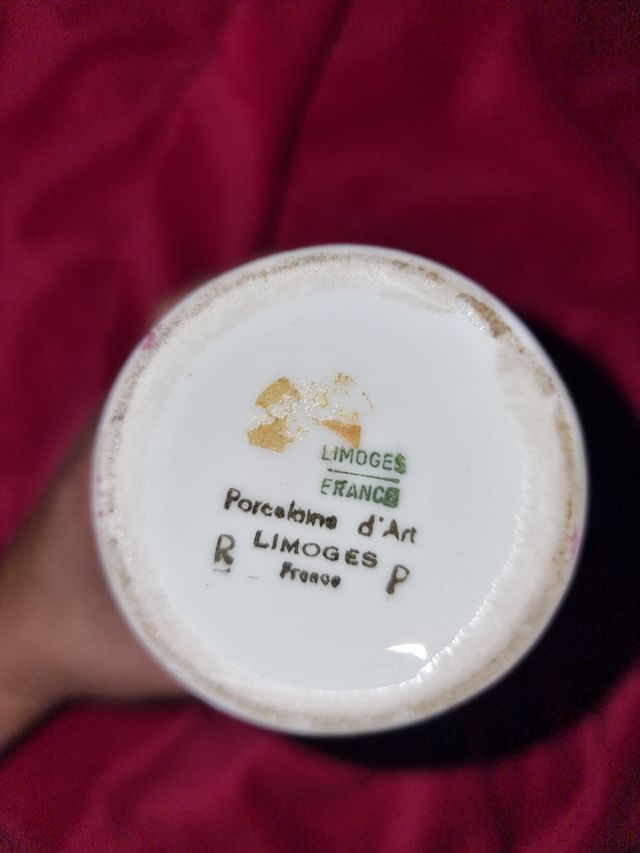 LIMOGES
FRANCE
Porcelaine d'Art
R LIMOGES P
France